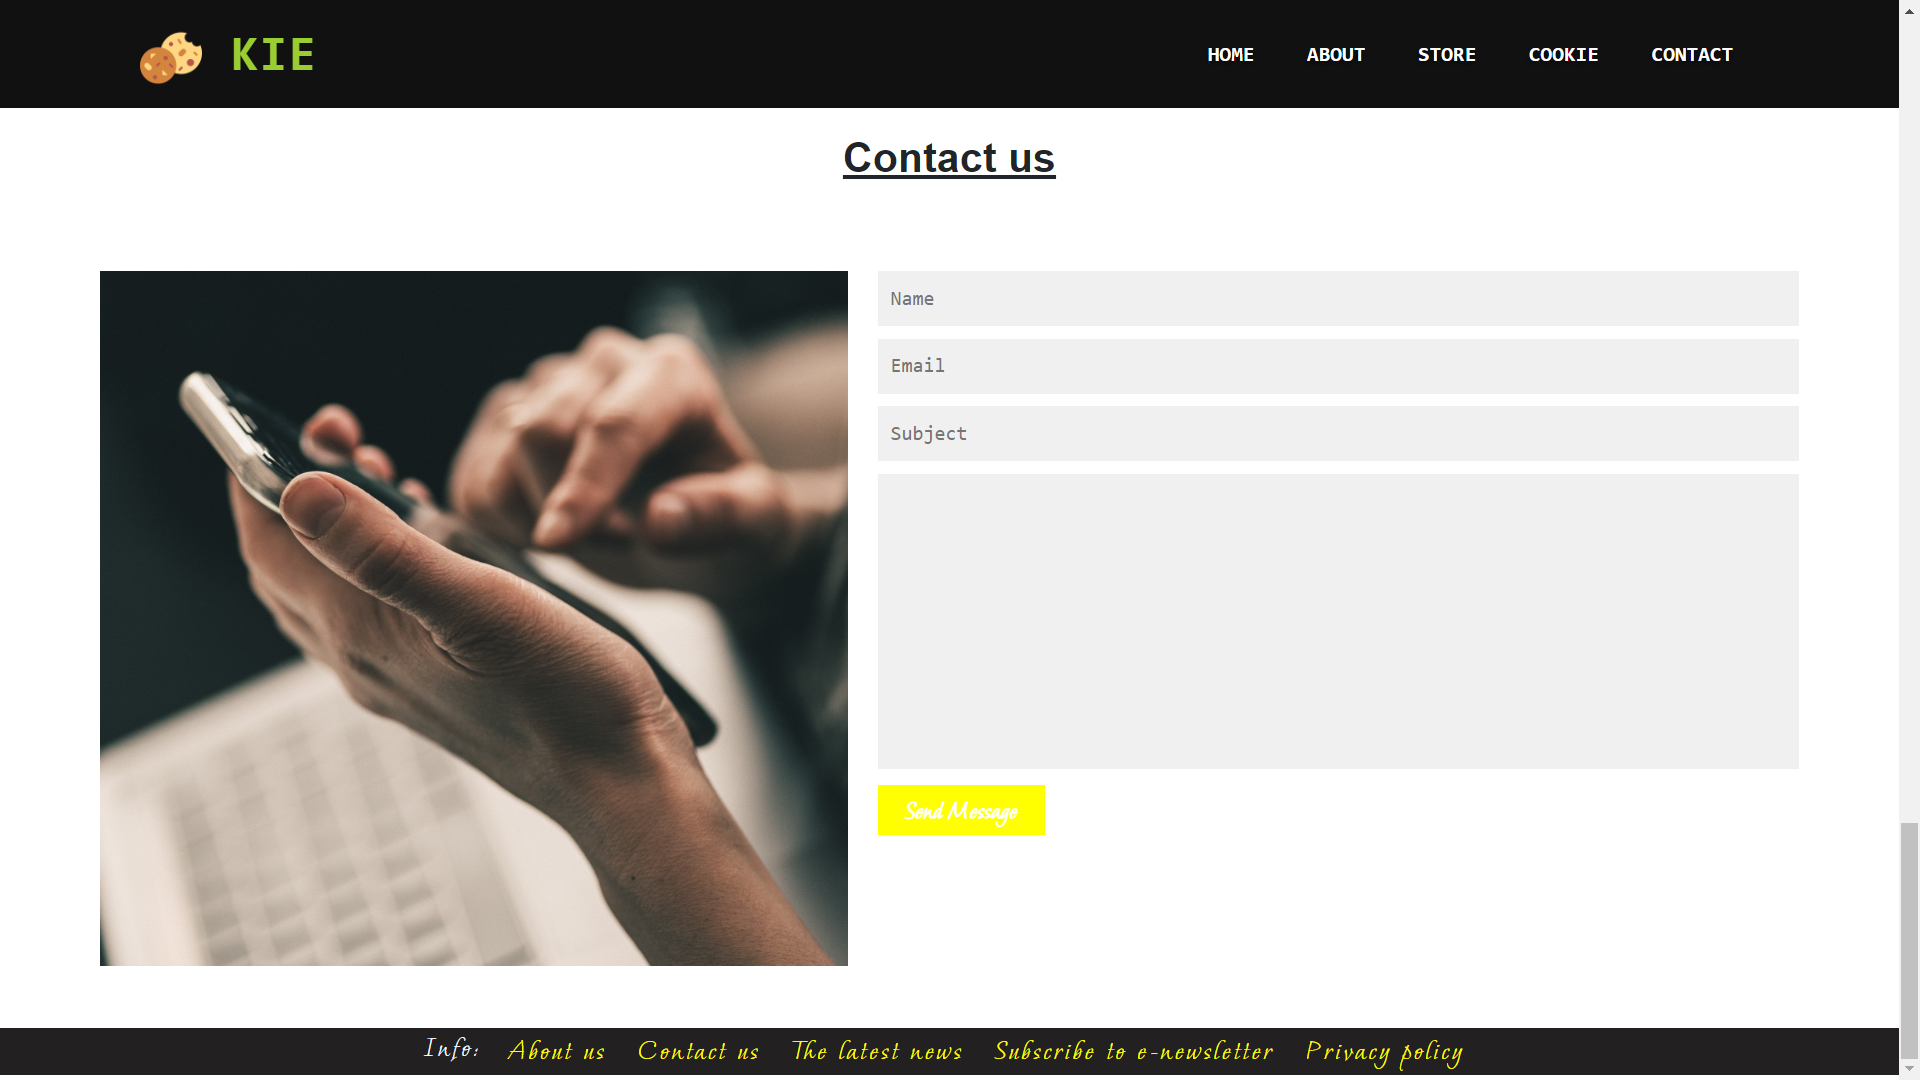 KIE
HOME ABOUT STORE COOKIE CONTACT
Contact us
Name
Email
Subject
Send Message
Info: About us Contact us The latest news Subscribe to e-newsletter Privacy policy